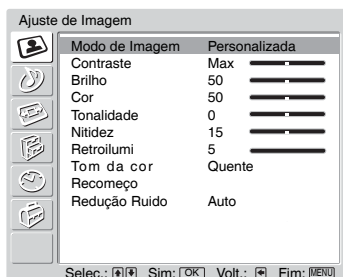 Ajuste de Imagem
Modo de Imagem Personalizada
Contraste Max
Brilho 50
Cor 50
Tonalidade 0
Nitidez 15
Retroilumi 5
Tom da cor Quente
Recomeço
Redução Ruido Auto
Selec.: Sim: OK Volt.: Fim: MENU